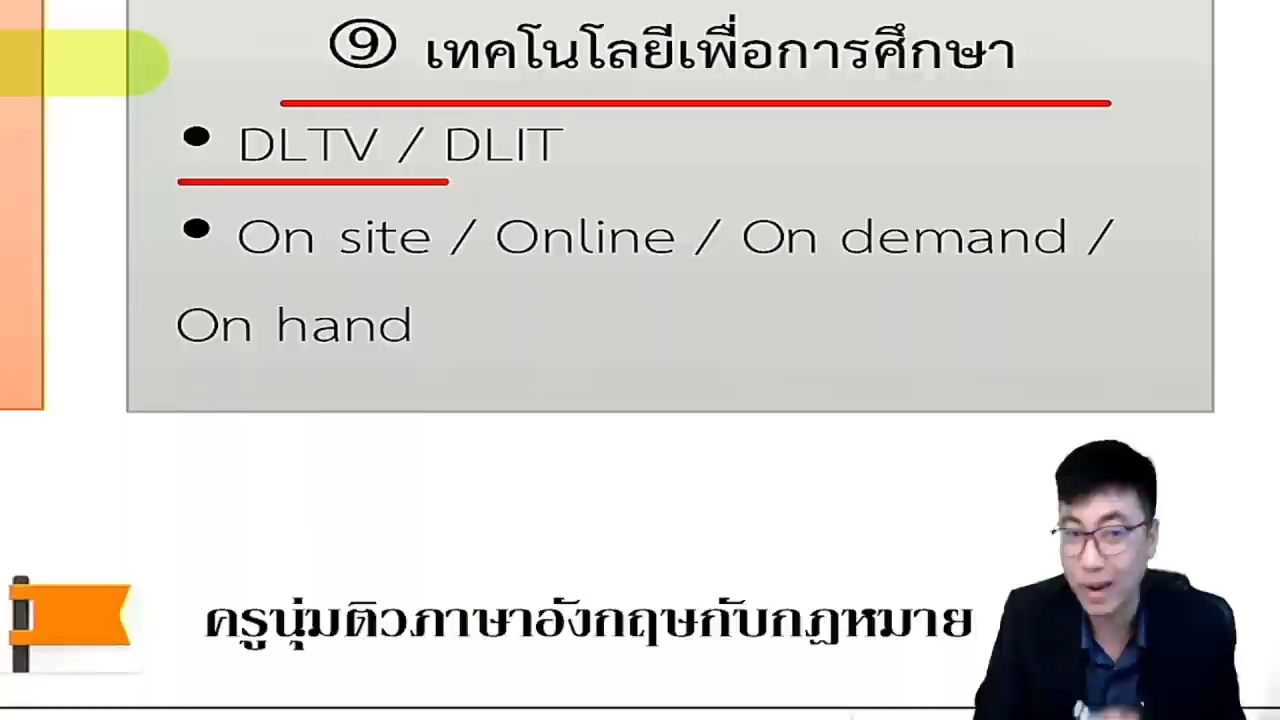 ⑨ เทคโนโลยีเพื่อการศึกษา
• DLTV / DLIT
• On site / Online / On demand /
On hand
ครูนุ่มติวภาษาอังกฤษกับกฎหมาย